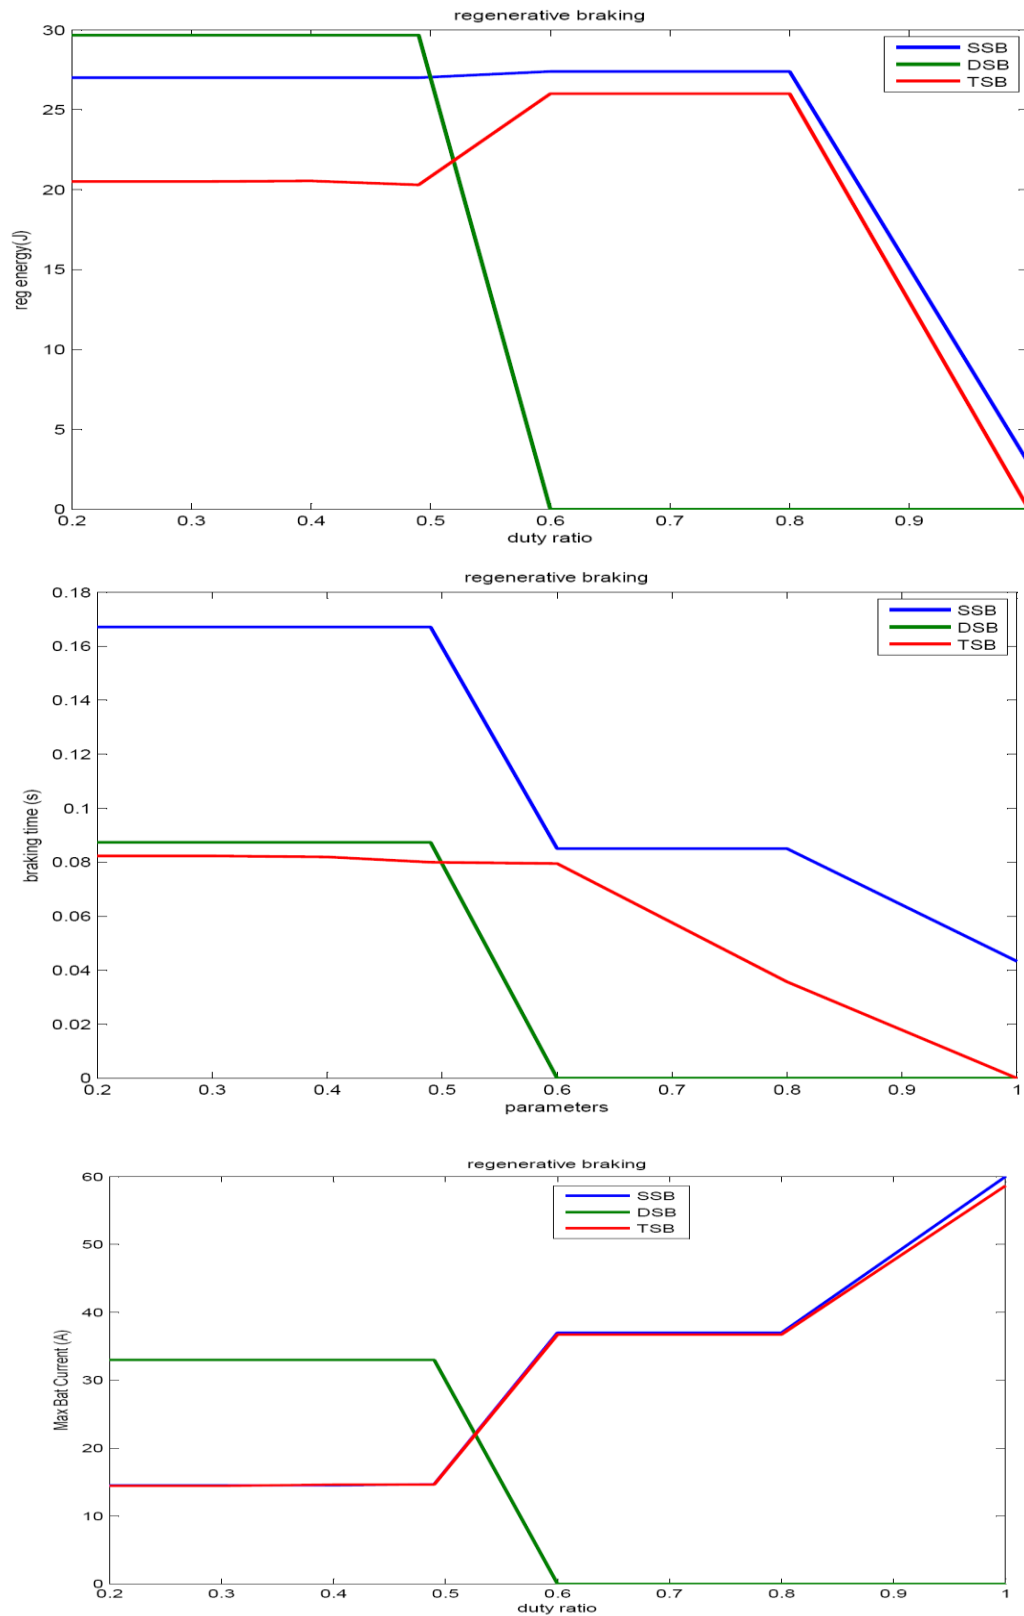 regenerative braking
30
25
20
15
10
5
0
reg energy(J)
SSB
DSB
TSB
0.2 0.3 0.4 0.5 0.6 0.7 0.8 0.9
duty ratio
regenerative braking
0.18
0.16
0.14
0.12
0.1
0.08
0.06
0.04
0.02
0
braking time (s)
SSB
DSB
TSB
0.2 0.3 0.4 0.5 0.6 0.7 0.8 0.9 1
parameters
regenerative braking
60
50
40
30
20
10
0
Max Bat Current (A)
SSB
DSB
TSB
0.2 0.3 0.4 0.5 0.6 0.7 0.8 0.9 1
duty ratio